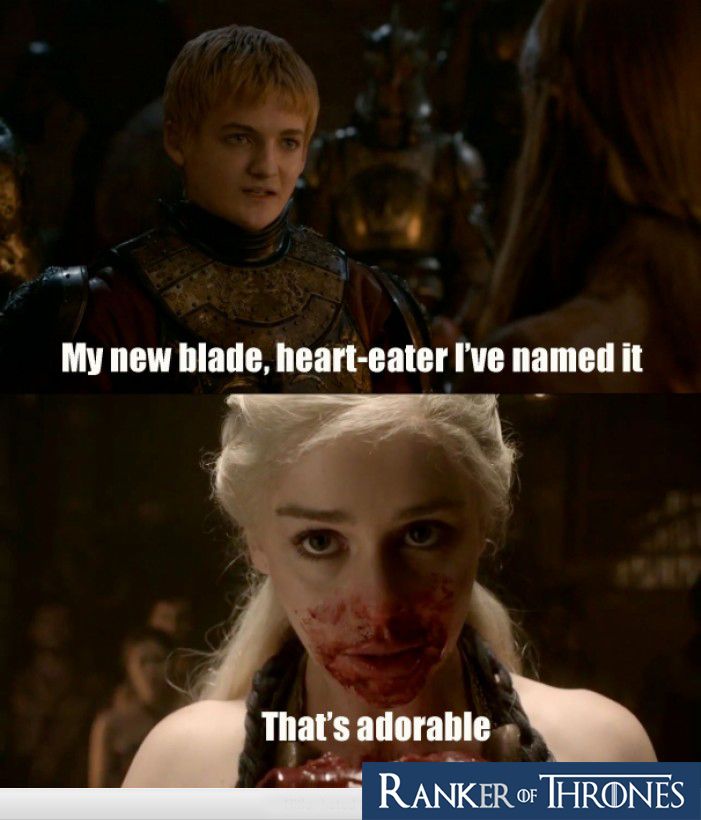 My new blade, heart-eater I've named it
That's adorable
RANKER OF THRONES